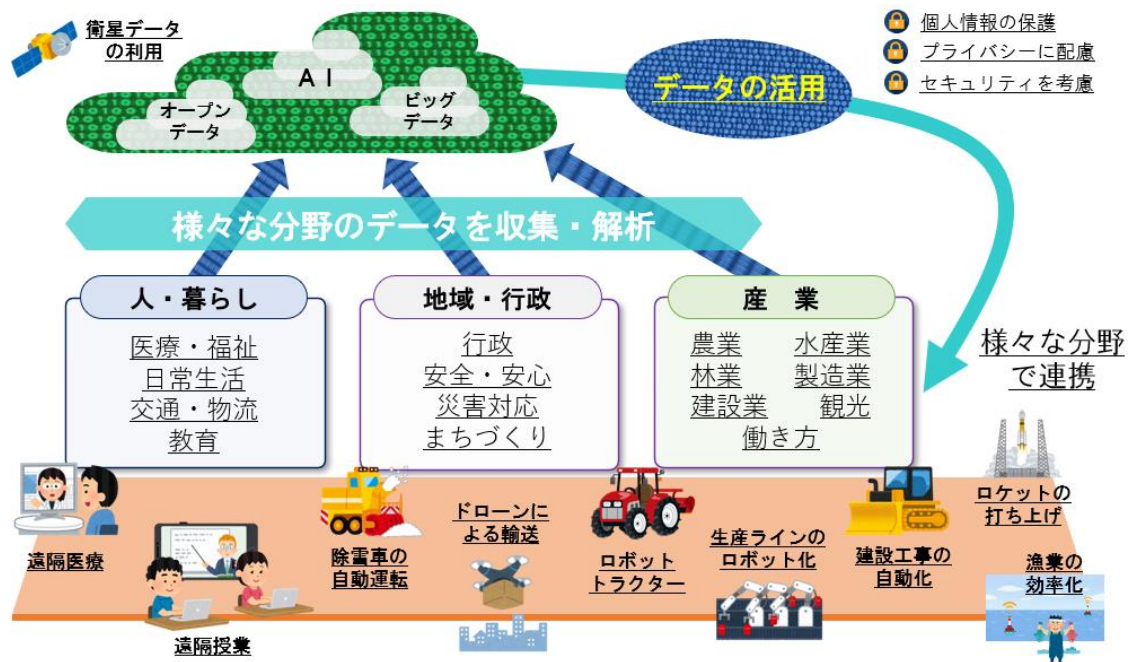 衛星データ
の利用
AI
オープン
データ
ビッグ
データ
データの活用
個人情報の保護
プライバシーに配慮
セキュリティを考慮
様々な分野のデータを収集・解析
人・暮らし
医療・福祉
日常生活
交通・物流
教育
地域・行政
行政
安全・安心
災害対応
まちづくり
産 業
農業 水産業
林業 製造業
建設業 観光
働き方
様々な分野
で連携
遠隔医療
遠隔授業
除雪車の
自動運転
ドローンに
よる輸送
ロボット
トラクター
生産ラインの
ロボット化
建設工事の
自動化
ロケットの
打ち上げ
漁業の
効率化